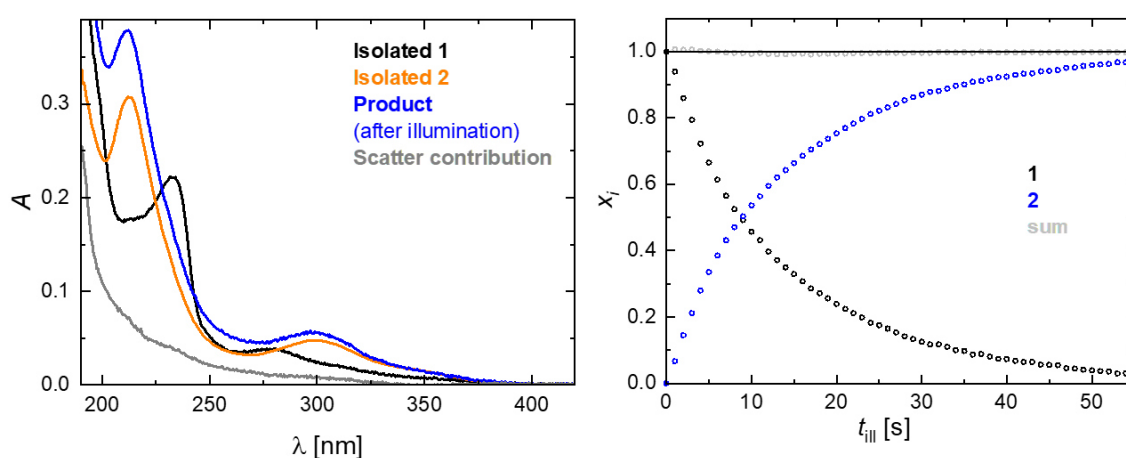 Isolated 1
Isolated 2
Product
(after illumination)
Scatter contribution
A
0.3
0.2
0.1
0.0
200 250 300 350 400
λ [nm]
1
2
sum
xᵢ
1.0
0.8
0.6
0.4
0.2
0.0
0 10 20 30 40 50
t_ill [s]